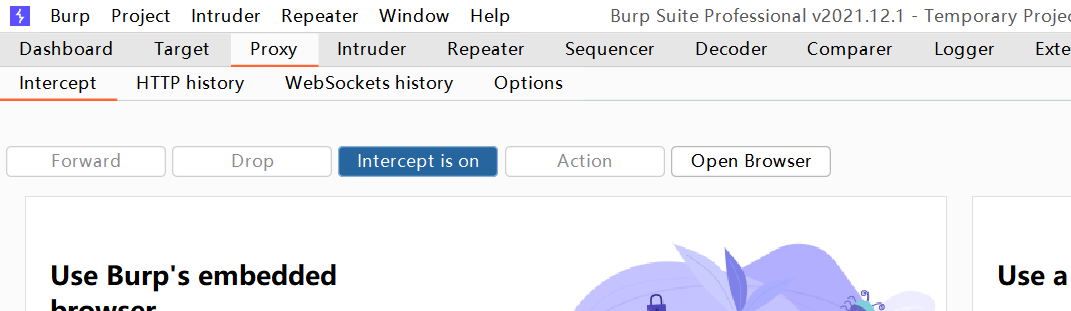 Burp Project Intruder Repeater Window Help Burp Suite Professional v2021.12.1 - Temporary
Dashboard Target Proxy Intruder Repeater Sequencer Decoder Comparer Logger
Intercept HTTP history WebSockets history Options
Forward Drop Intercept is on Action Open Browser
Use Burp's embedded
browser
Use a